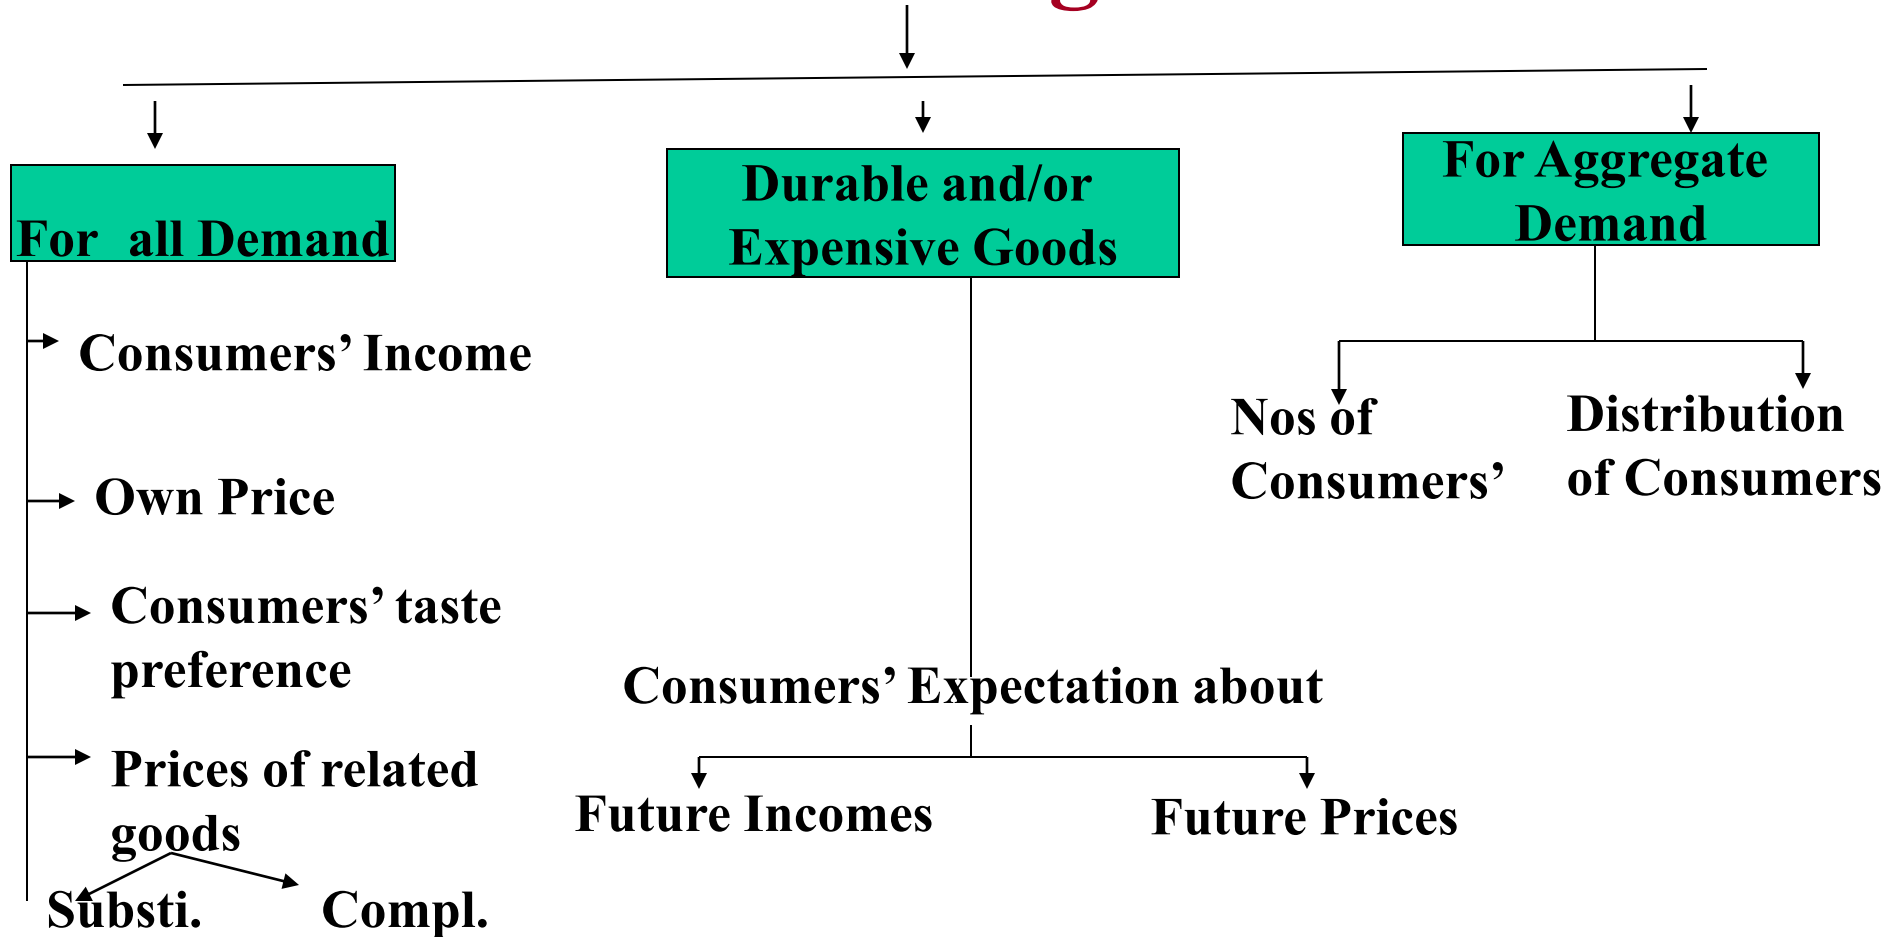 For all Demand
Durable and/or
Expensive Goods
For Aggregate
Demand
Consumers’ Income
Own Price
Consumers’ taste
preference
Prices of related
goods
Substi.
Compl.
Consumers’ Expectation about
Future Incomes
Future Prices
Nos of
Consumers’
Distribution
of Consumers